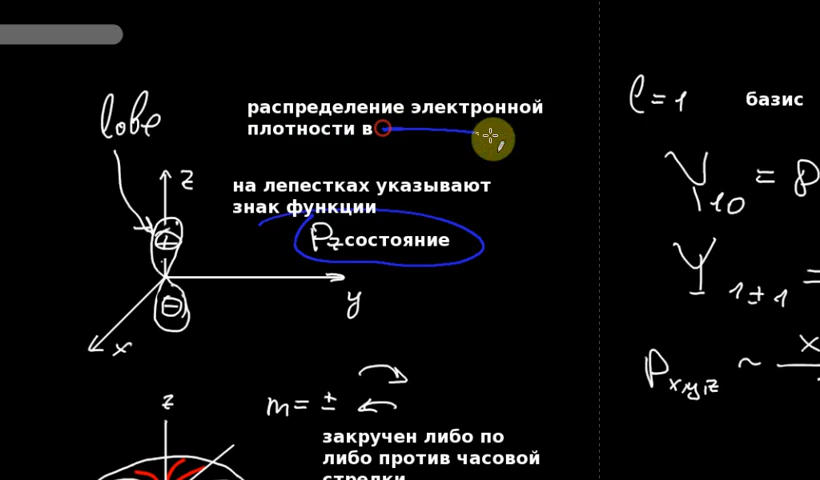 lobe
распределение электронной
плотности в
z
на лепестках указывают
знак функции
Pz-состояние
+
−
y
x
m = ±
z
закручен либо по
либо против часовой
стрелки
l = 1
базис
Y10 = P
Y1±1 =
Px,y,z ~ x